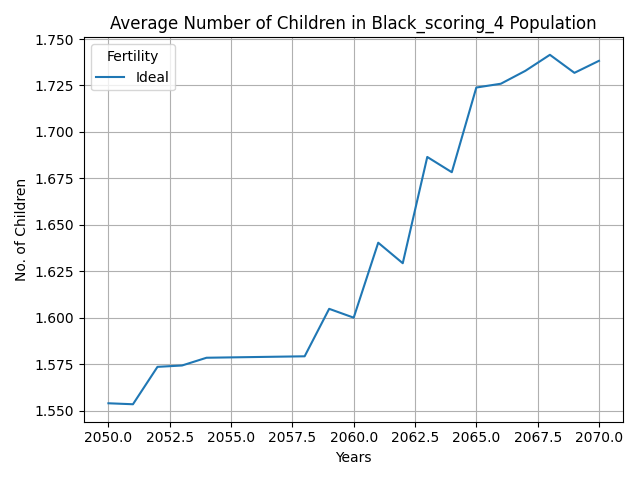 Average Number of Children in Black_scoring_4 Population
Fertility
Ideal
No. of Children
1.750
1.725
1.700
1.675
1.650
1.625
1.600
1.575
1.550
2050.0 2052.5 2055.0 2057.5 2060.0 2062.5 2065.0 2067.5 2070.0
Years